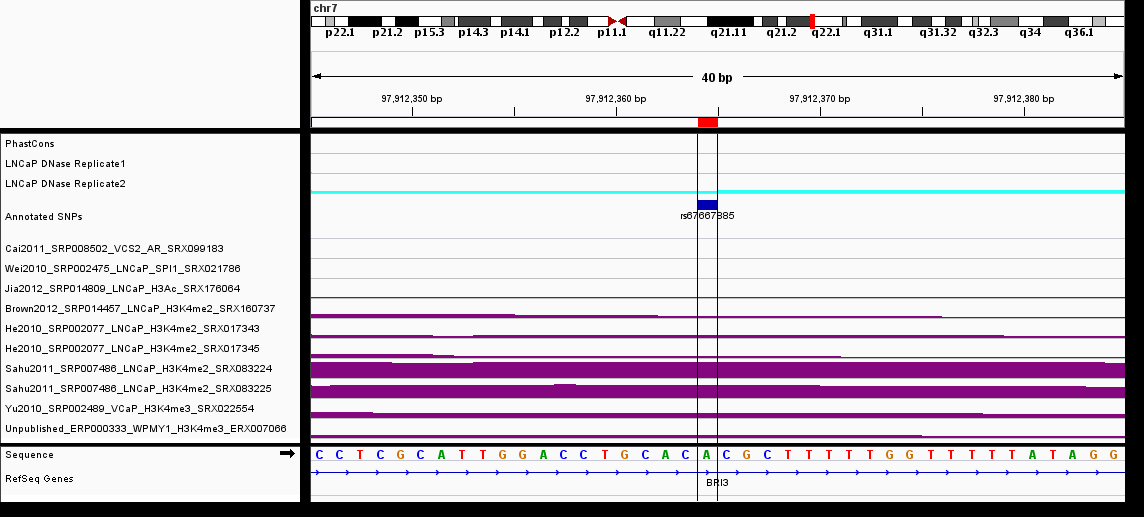 chr7
p22.1 p21.2 p15.3 p14.3 p14.1 p12.2 p11.1 q11.22 q21.11 q21.2 q22.1 q31.1 q31.32 q32.3 q34 q36.1
40 bp
97,912,350 bp 97,912,360 bp 97,912,370 bp 97,912,380 bp
PhastCons
LNCaP DNase Replicate1
LNCaP DNase Replicate2
Annotated SNPs
rs67667885
Cai2011_SRP008502_VCS2_AR_SRX099183
Wei2010_SRP002475_LNCaP_SPI1_SRX021786
Jia2012_SRP014809_LNCaP_H3Ac_SRX176064
Brown2012_SRP014457_LNCaP_H3K4me2_SRX160737
He2010_SRP002077_LNCaP_H3K4me2_SRX017343
He2010_SRP002077_LNCaP_H3K4me2_SRX017345
Sahu2011_SRP007486_LNCaP_H3K4me2_SRX083224
Sahu2011_SRP007486_LNCaP_H3K4me2_SRX083225
Yu2010_SRP002489_VCaP_H3K4me3_SRX022554
Unpublished_ERP000333_WPMY1_H3K4me3_ERX007066
Sequence C C T C G C A T T G G A C C T G C A C A C G C T T T T T G G T T T T T A T A G G
RefSeq Genes
BRI3